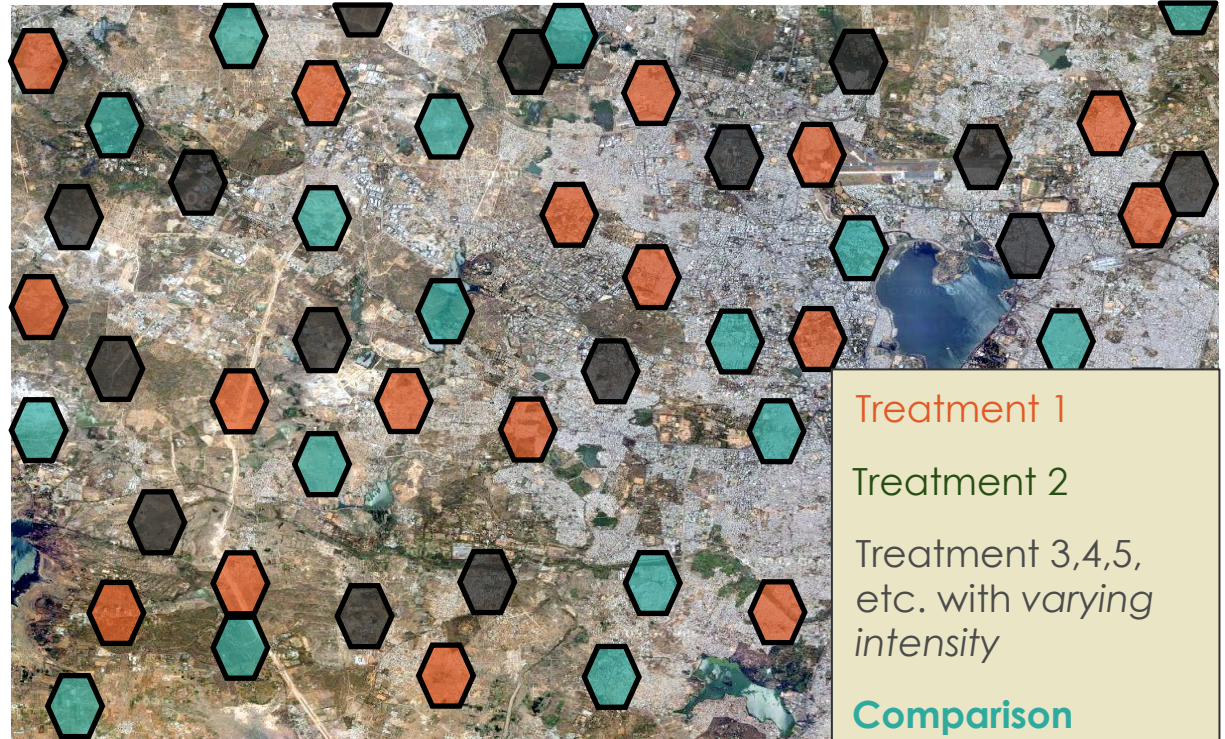 Treatment 1
Treatment 2
Treatment 3,4,5,
etc. with varying
intensity
Comparison